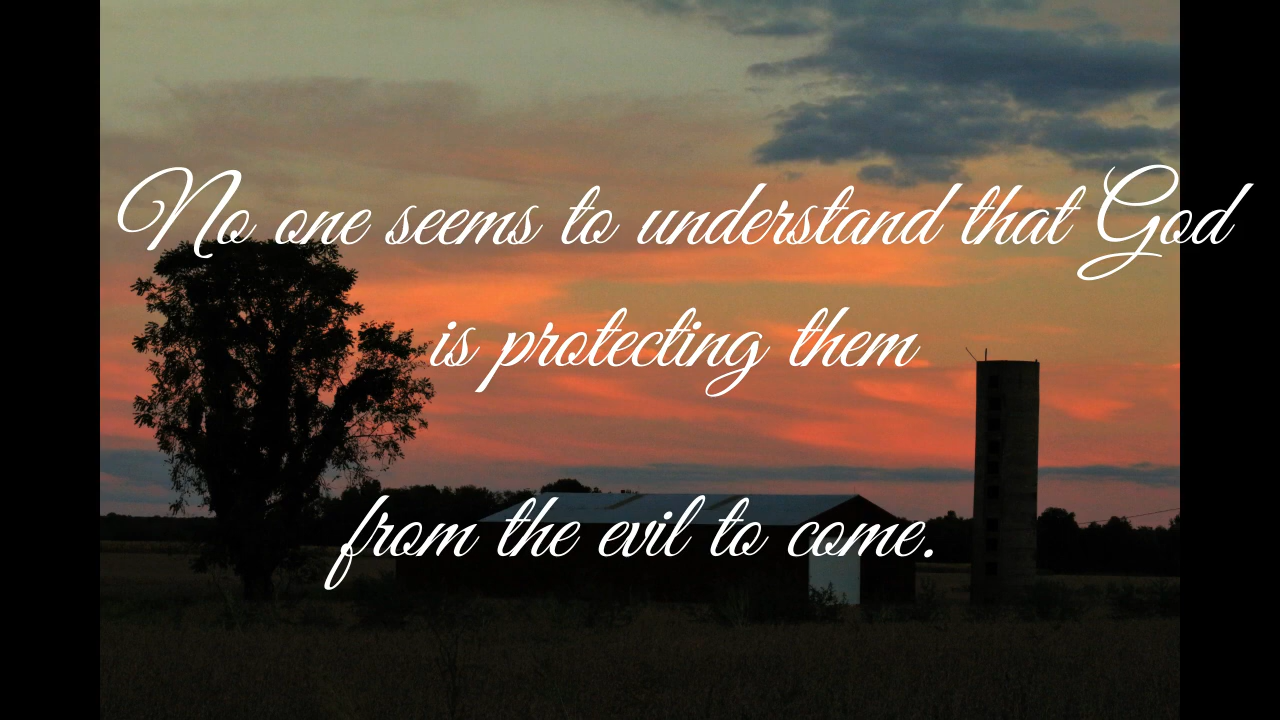 No one seems to understand that God
is protecting them
from the evil to come.